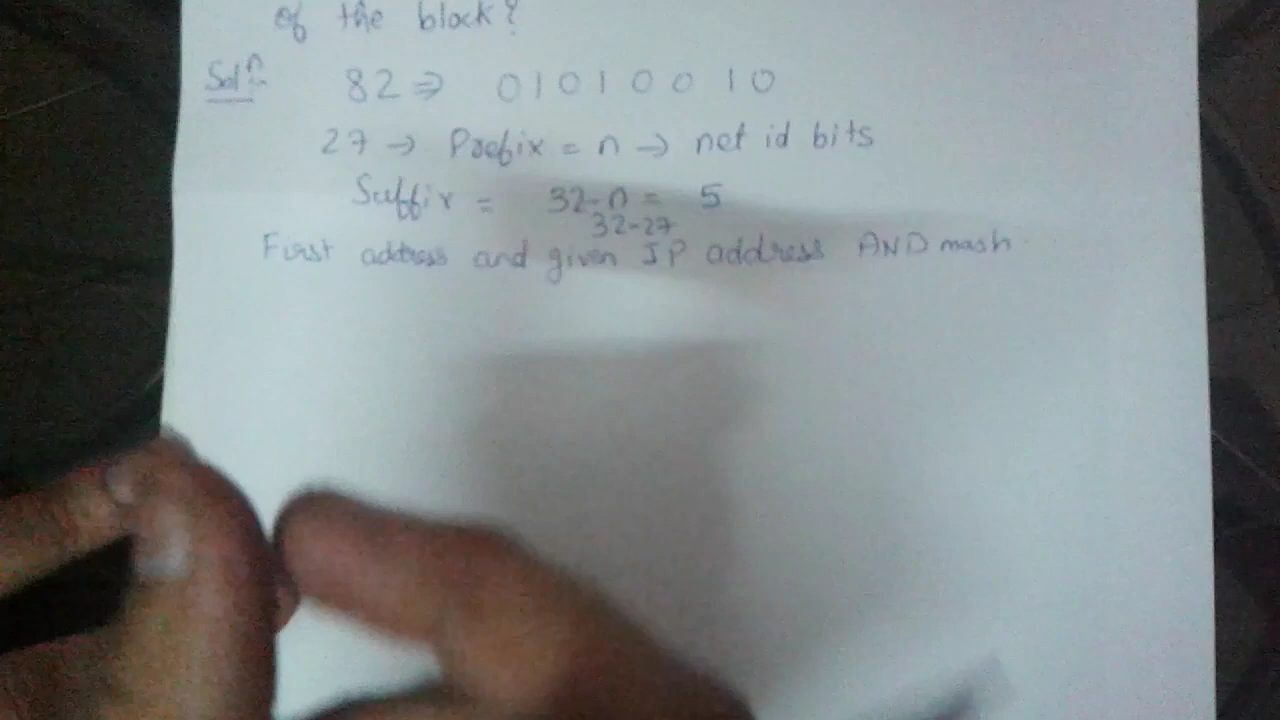 of the block?
Solⁿ:- 82 ⇒ 01010010
27 → Prefix = n → net id bits
Suffix = 32-n = 5
32-27
First address and given IP address AND mask